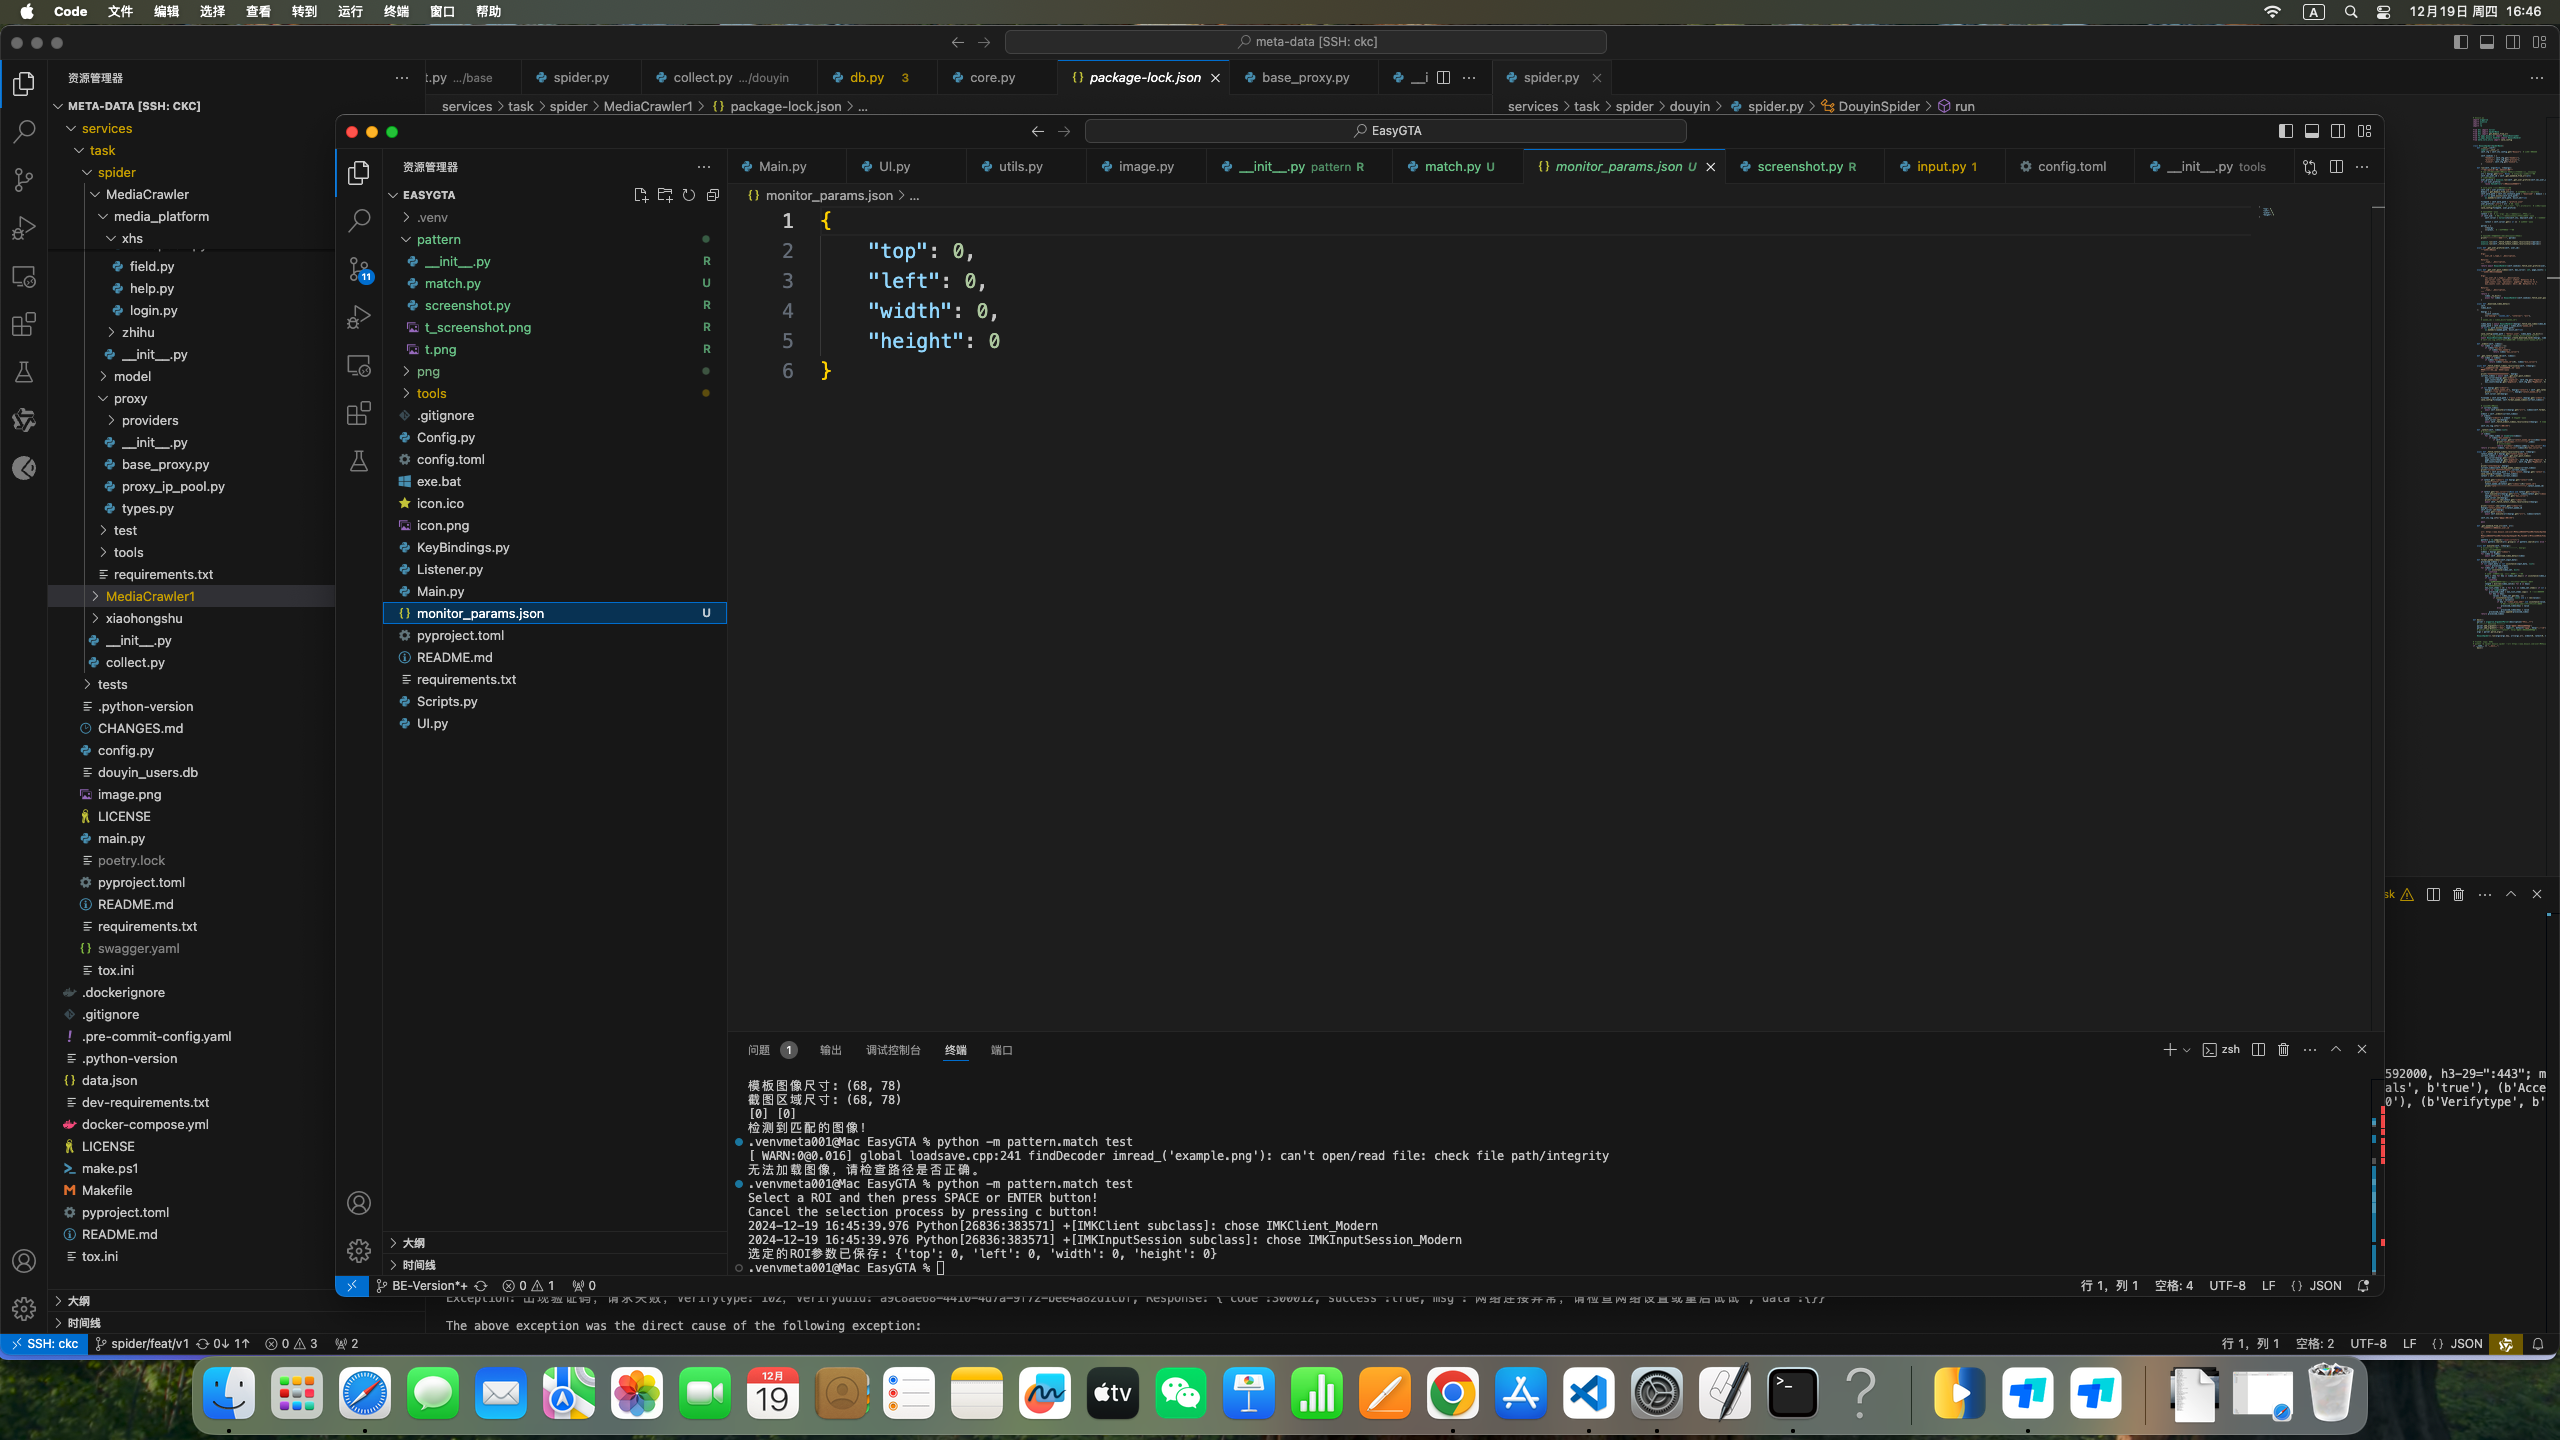 Code 文件 编辑 选择 查看 转到 运行 终端 窗口 帮助
A 12月19日 周四 16:46
meta-data [SSH: ckc]
资源管理器
t.py .../base spider.py collect.py .../douyin db.py 3 core.py package-lock.json base_proxy.py __i spider.py
META-DATA [SSH: CKC]
services > task > spider > MediaCrawler1 > package-lock.json > ...
services > task > spider > douyin > spider.py > DouyinSpider > run
services
task
spider
MediaCrawler
media_platform
xhs
field.py
help.py
login.py
zhihu
__init__.py
model
proxy
providers
__init__.py
base_proxy.py
proxy_ip_pool.py
types.py
test
tools
requirements.txt
MediaCrawler1
xiaohongshu
__init__.py
collect.py
tests
.python-version
CHANGES.md
config.py
douyin_users.db
image.png
LICENSE
main.py
poetry.lock
pyproject.toml
README.md
requirements.txt
swagger.yaml
tox.ini
.dockerignore
.gitignore
.pre-commit-config.yaml
.python-version
data.json
dev-requirements.txt
docker-compose.yml
LICENSE
make.ps1
Makefile
pyproject.toml
README.md
tox.ini
大纲
时间线
EasyGTA
资源管理器
Main.py UI.py utils.py image.py __init__.py pattern R match.py U monitor_params.json U screenshot.py R input.py 1 config.toml __init__.py tools
EASYGTA
monitor_params.json > ...
.venv
pattern
__init__.py R
match.py U
screenshot.py R
t_screenshot.png R
t.png R
png
tools
.gitignore
Config.py
config.toml
exe.bat
icon.ico
icon.png
KeyBindings.py
Listener.py
Main.py
monitor_params.json U
pyproject.toml
README.md
requirements.txt
Scripts.py
UI.py
11
大纲
时间线
1 {
2 "top": 0,
3 "left": 0,
4 "width": 0,
5 "height": 0
6 }
问题 1 输出 调试控制台 终端 端口
zsh
模板图像尺寸: (68, 78)
截图区域尺寸: (68, 78)
[0] [0]
检测到匹配的图像!
.venvmeta001@Mac EasyGTA % python -m pattern.match test
[ WARN:0@0.016] global loadsave.cpp:241 findDecoder imread_('example.png'): can't open/read file: check file path/integrity
无法加载图像，请检查路径是否正确。
.venvmeta001@Mac EasyGTA % python -m pattern.match test
Select a ROI and then press SPACE or ENTER button!
Cancel the selection process by pressing c button!
2024-12-19 16:45:39.976 Python[26836:383571] +[IMKClient subclass]: chose IMKClient_Modern
2024-12-19 16:45:39.976 Python[26836:383571] +[IMKInputSession subclass]: chose IMKInputSession_Modern
选定的ROI参数已保存: {'top': 0, 'left': 0, 'width': 0, 'height': 0}
.venvmeta001@Mac EasyGTA %
BE-Version*+ 0 1 0
行 1，列 1 空格: 4 UTF-8 LF JSON
sk
592000, h3-29=":443"; m
als', b'true'), (b'Acce
0'), (b'Verifytype', b'
The above exception was the direct cause of the following exception:
SSH: ckc spider/feat/v1 0↓ 1↑ 0 3 2
行 1，列 1 空格: 2 UTF-8 LF JSON
12月
19
tv